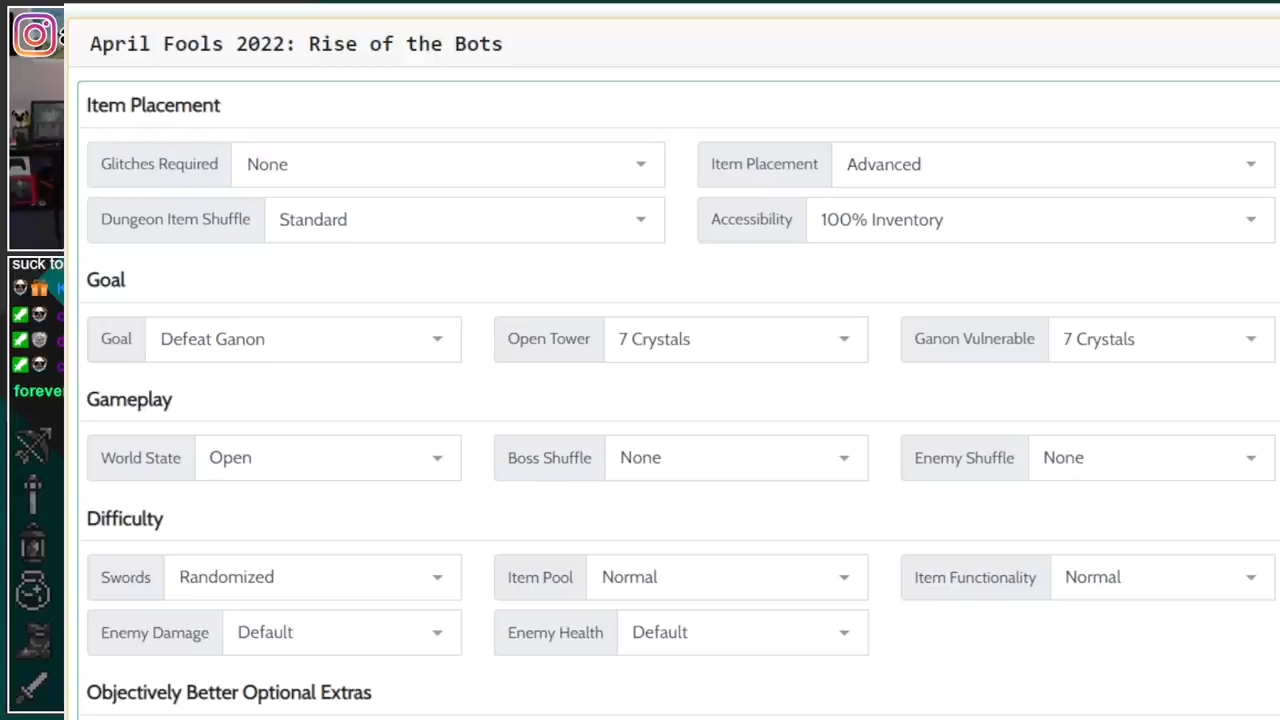 April Fools 2022: Rise of the Bots
Item Placement
Glitches Required None Item Placement Advanced
Dungeon Item Shuffle Standard Accessibility 100% Inventory
Goal
Goal Defeat Ganon Open Tower 7 Crystals Ganon Vulnerable 7 Crystals
Gameplay
World State Open Boss Shuffle None Enemy Shuffle None
Difficulty
Swords Randomized Item Pool Normal Item Functionality Normal
Enemy Damage Default Enemy Health Default
Objectively Better Optional Extras
suck to
forever